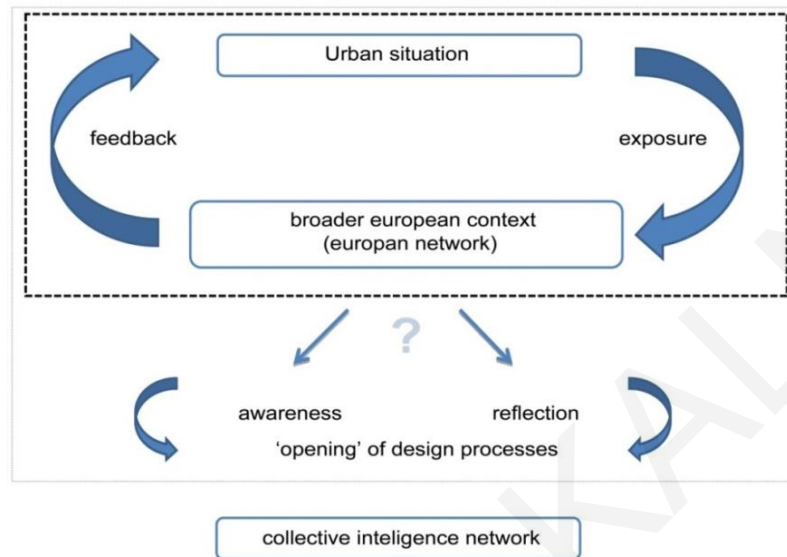 Urban situation
feedback
exposure
broader european context
(europan network)
?
awareness
reflection
'opening' of design processes
collective inteligence network